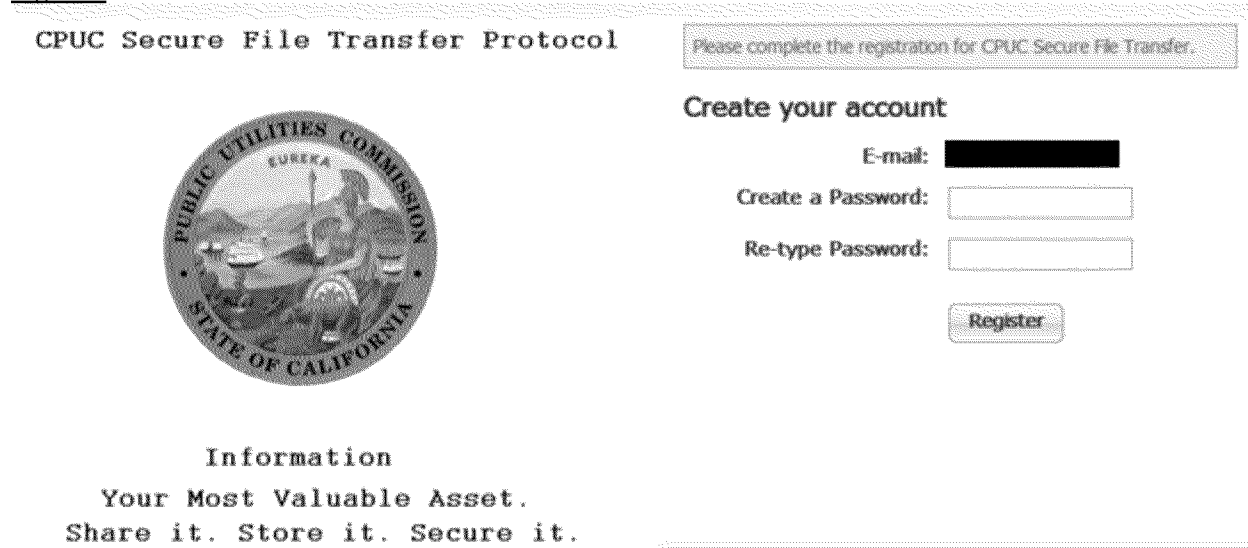 CPUC Secure File Transfer Protocol
PUBLIC UTILITIES COMMISSION
EUREKA
STATE OF CALIFORNIA
Information
Your Most Valuable Asset.
Share it. Store it. Secure it.
Please complete the registration for CPUC Secure File Transfer.
Create your account
E-mail:
Create a Password:
Re-type Password:
Register